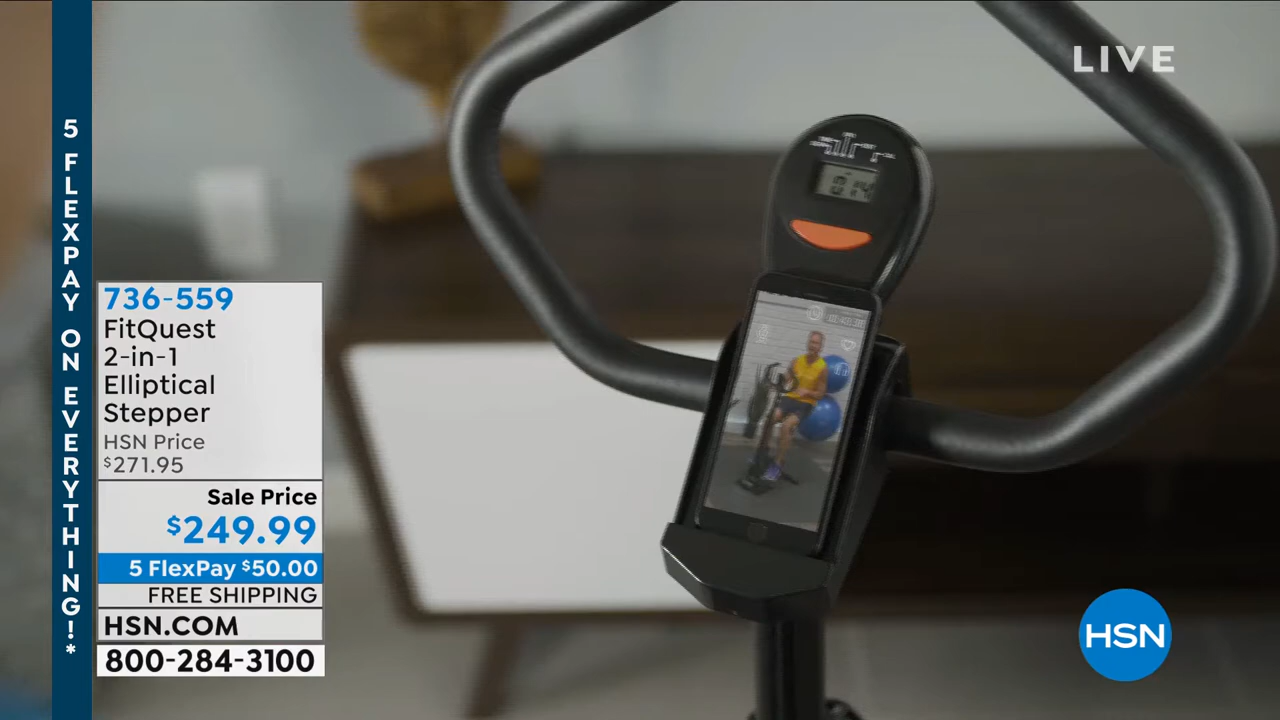 5 FLEXPAY ON EVERYTHING!*
LIVE
736-559
FitQuest
2-in-1
Elliptical
Stepper
HSN Price
$271.95
Sale Price
$249.99
5 FlexPay $50.00
FREE SHIPPING
HSN.COM
800-284-3100
HSN